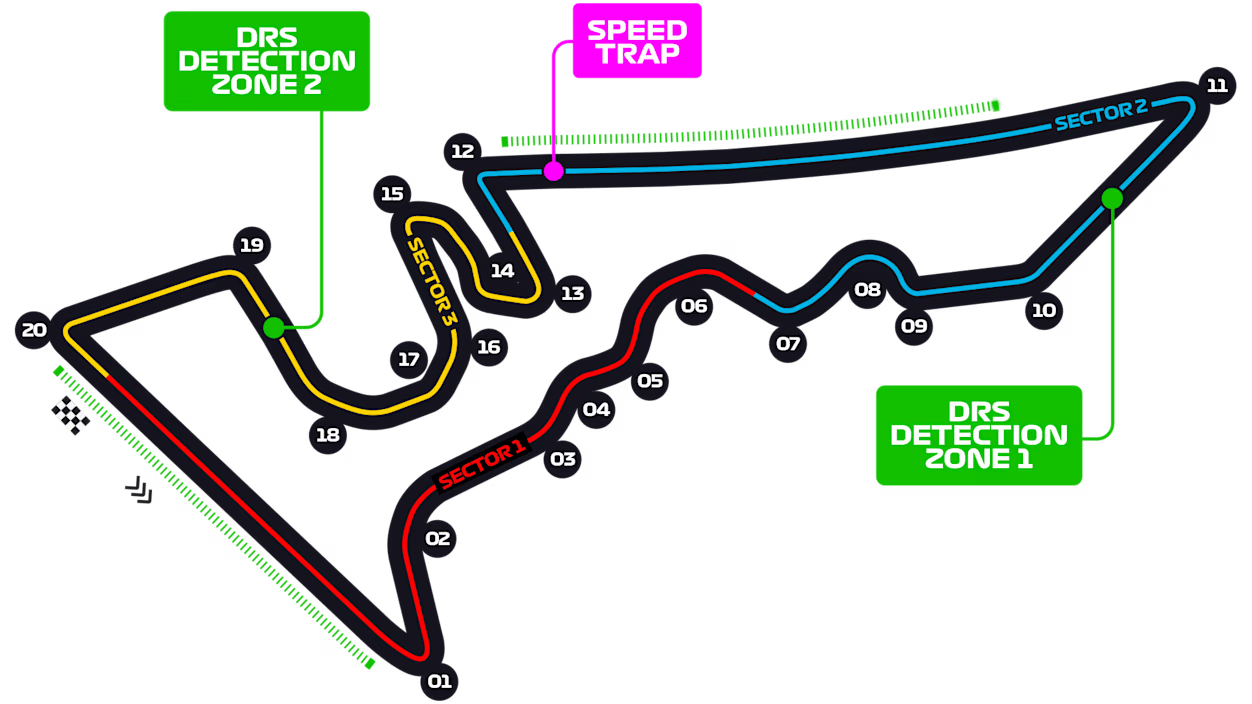 DRS
DETECTION
ZONE 2
SPEED
TRAP
11
SECTOR 2
12
15
19
SECTOR 3
14
13
08
06
10
20
09
07
16
17
05
04
DRS
DETECTION
ZONE 1
18
SECTOR 1
03
02
01